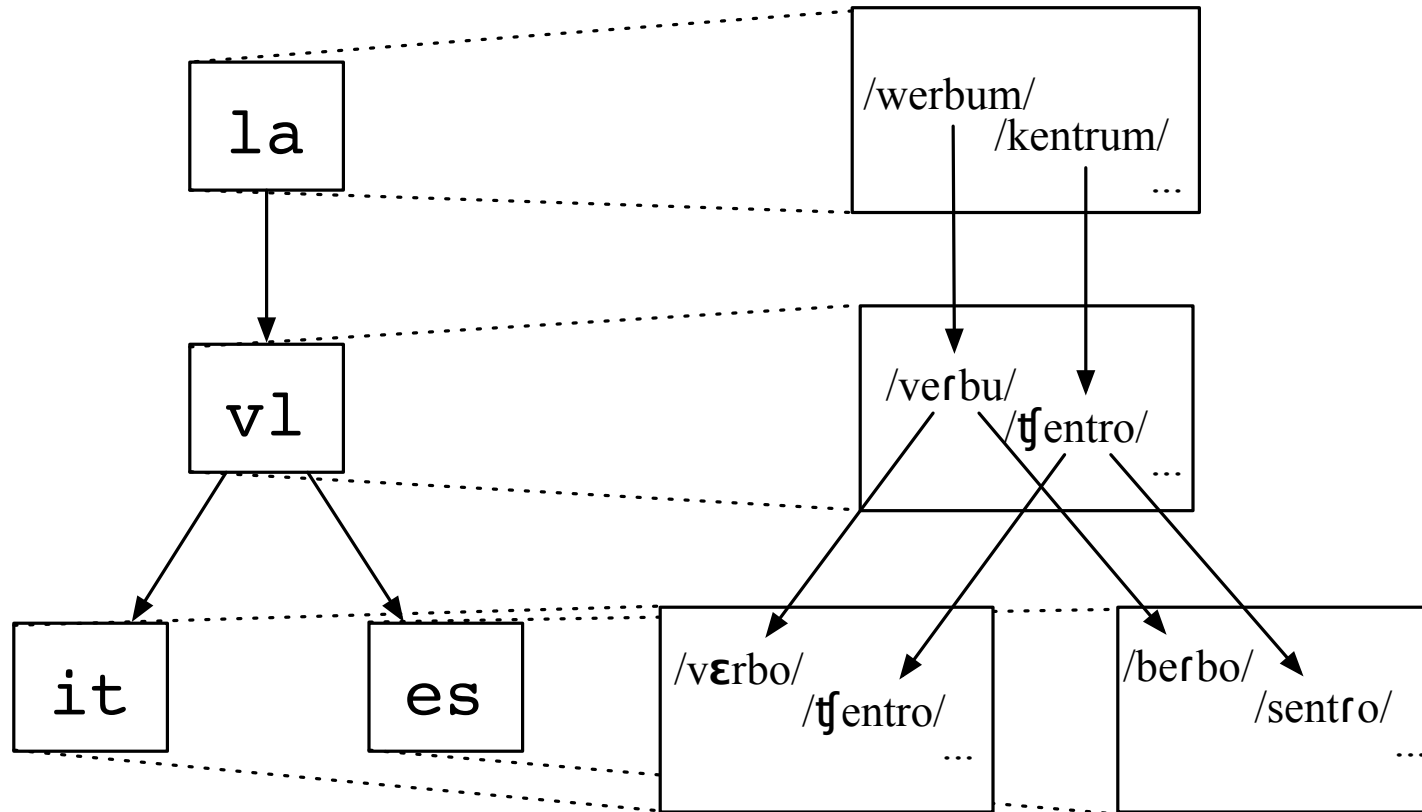 la
/werbum/
/kentrum/
...
vl
/veɾbu/
/ʧentro/
...
it
es
/vɛrbo/
/ʧentro/
...
/beɾbo/
/sentɾo/
...